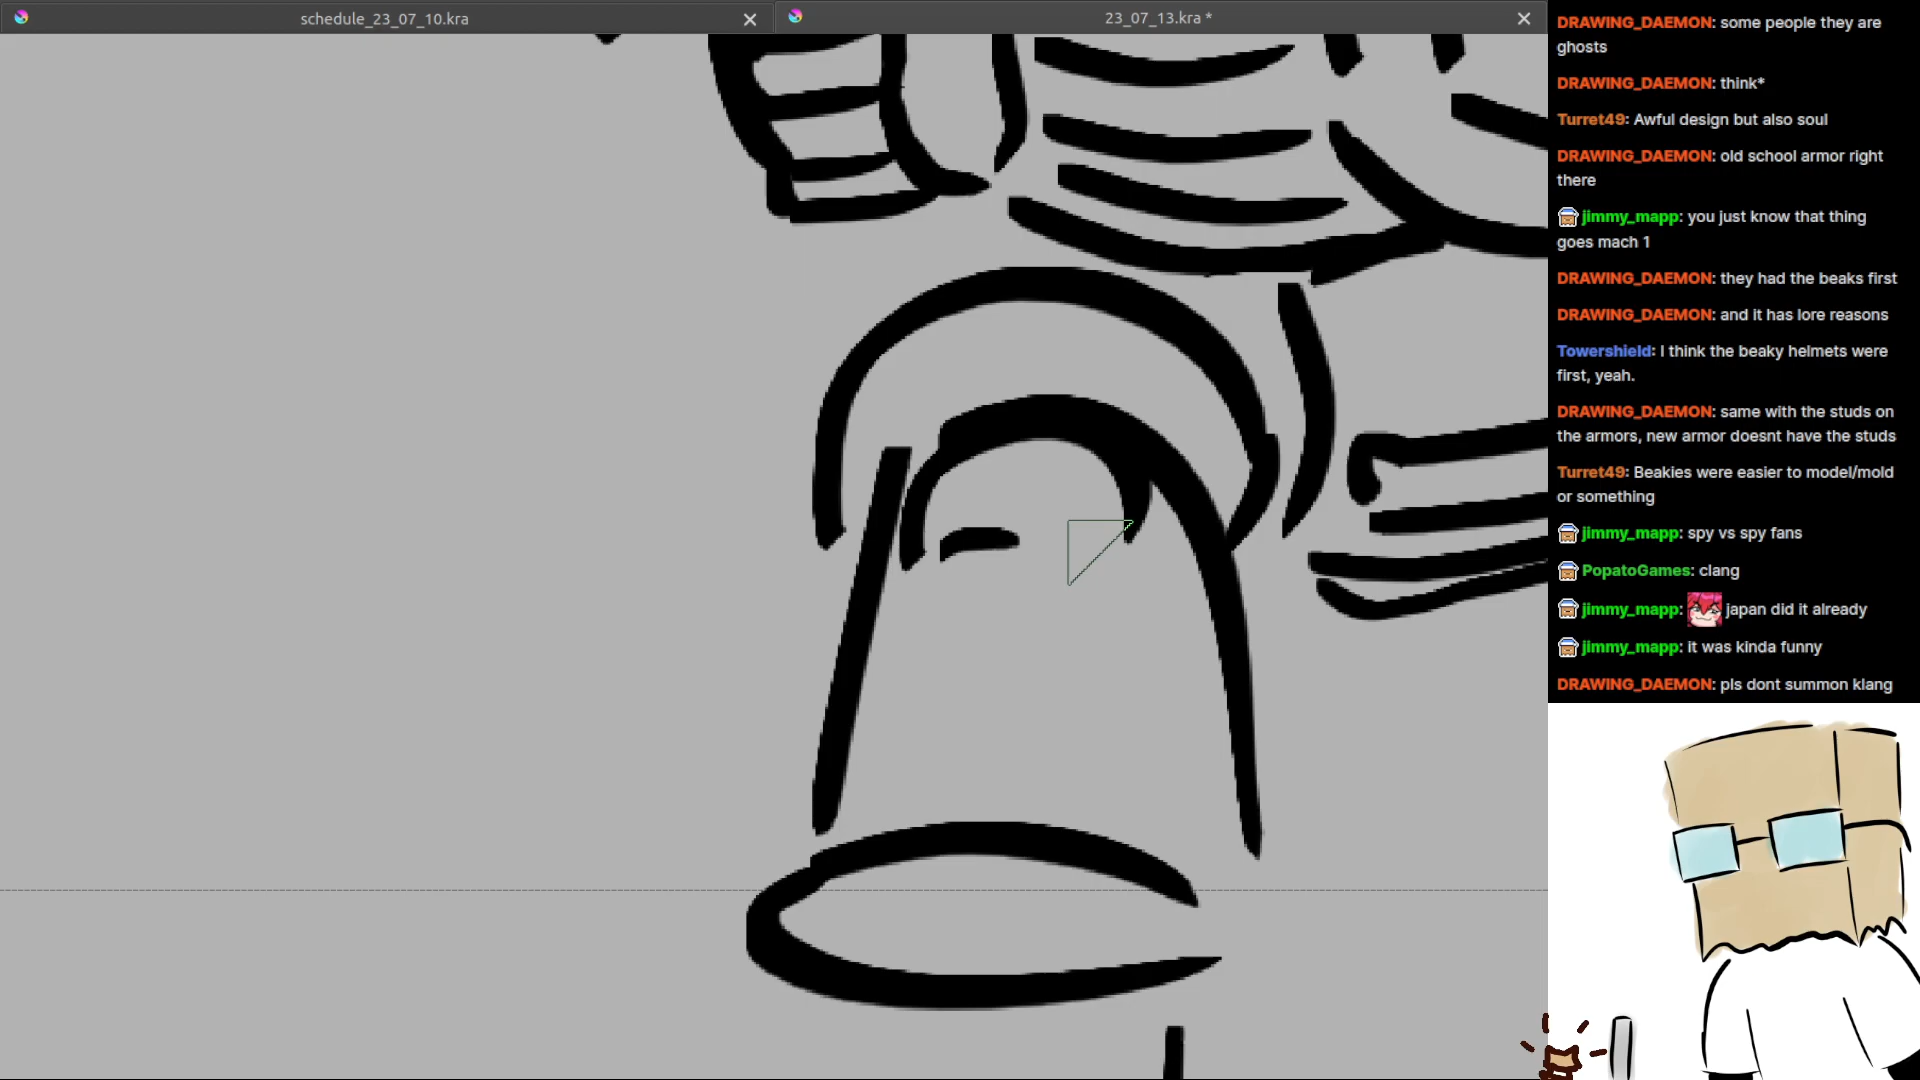 schedule_23_07_10.kra
23_07_13.kra *
DRAWING_DAEMON: some people they are
ghosts
DRAWING_DAEMON: think*
Turret49: Awful design but also soul
DRAWING_DAEMON: old school armor right
there
jimmy_mapp: you just know that thing
goes mach 1
DRAWING_DAEMON: they had the beaks first
DRAWING_DAEMON: and it has lore reasons
Towershield: I think the beaky helmets were
first, yeah.
DRAWING_DAEMON: same with the studs on
the armors, new armor doesnt have the studs
Turret49: Beakies were easier to model/mold
or something
jimmy_mapp: spy vs spy fans
PopatoGames: clang
jimmy_mapp: japan did it already
jimmy_mapp: it was kinda funny
DRAWING_DAEMON: pls dont summon klang